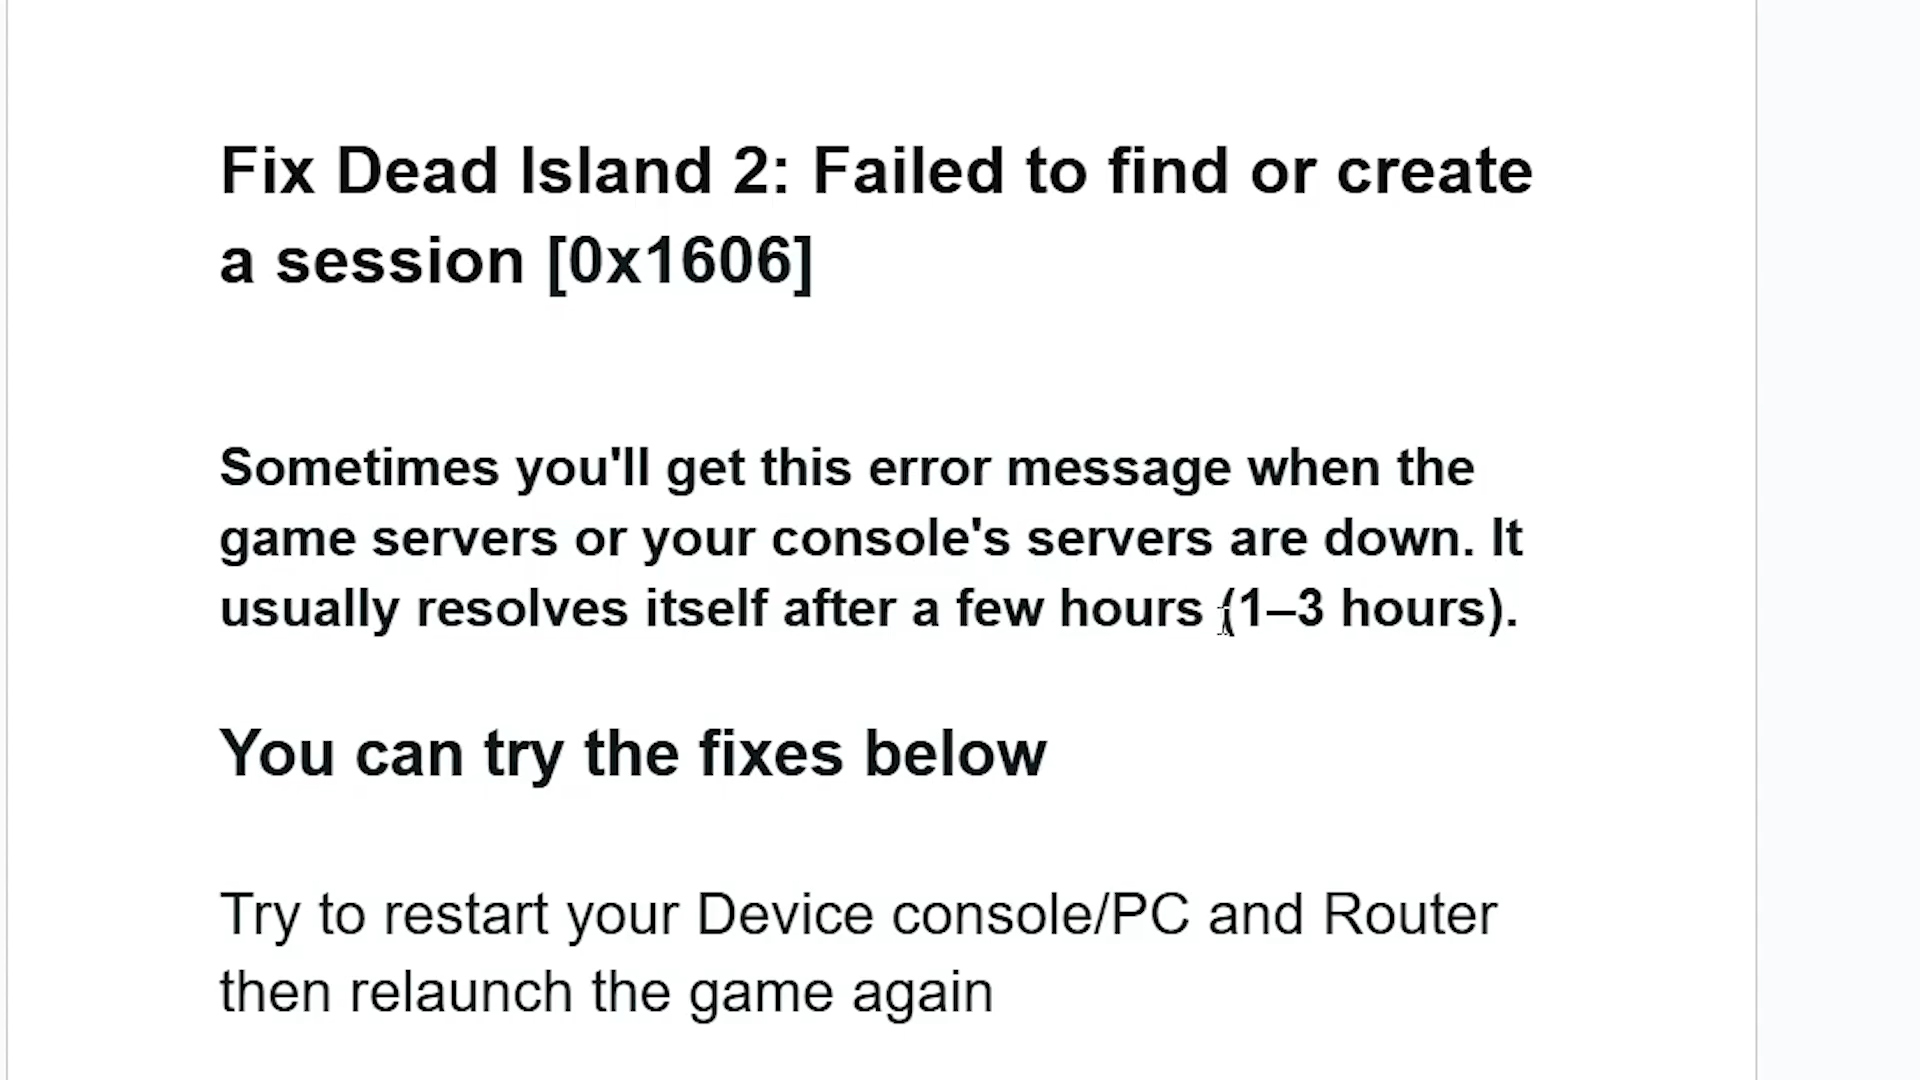 Fix Dead Island 2: Failed to find or create
a session [0x1606]
Sometimes you'll get this error message when the
game servers or your console's servers are down. It
usually resolves itself after a few hours (1–3 hours).
You can try the fixes below
Try to restart your Device console/PC and Router
then relaunch the game again